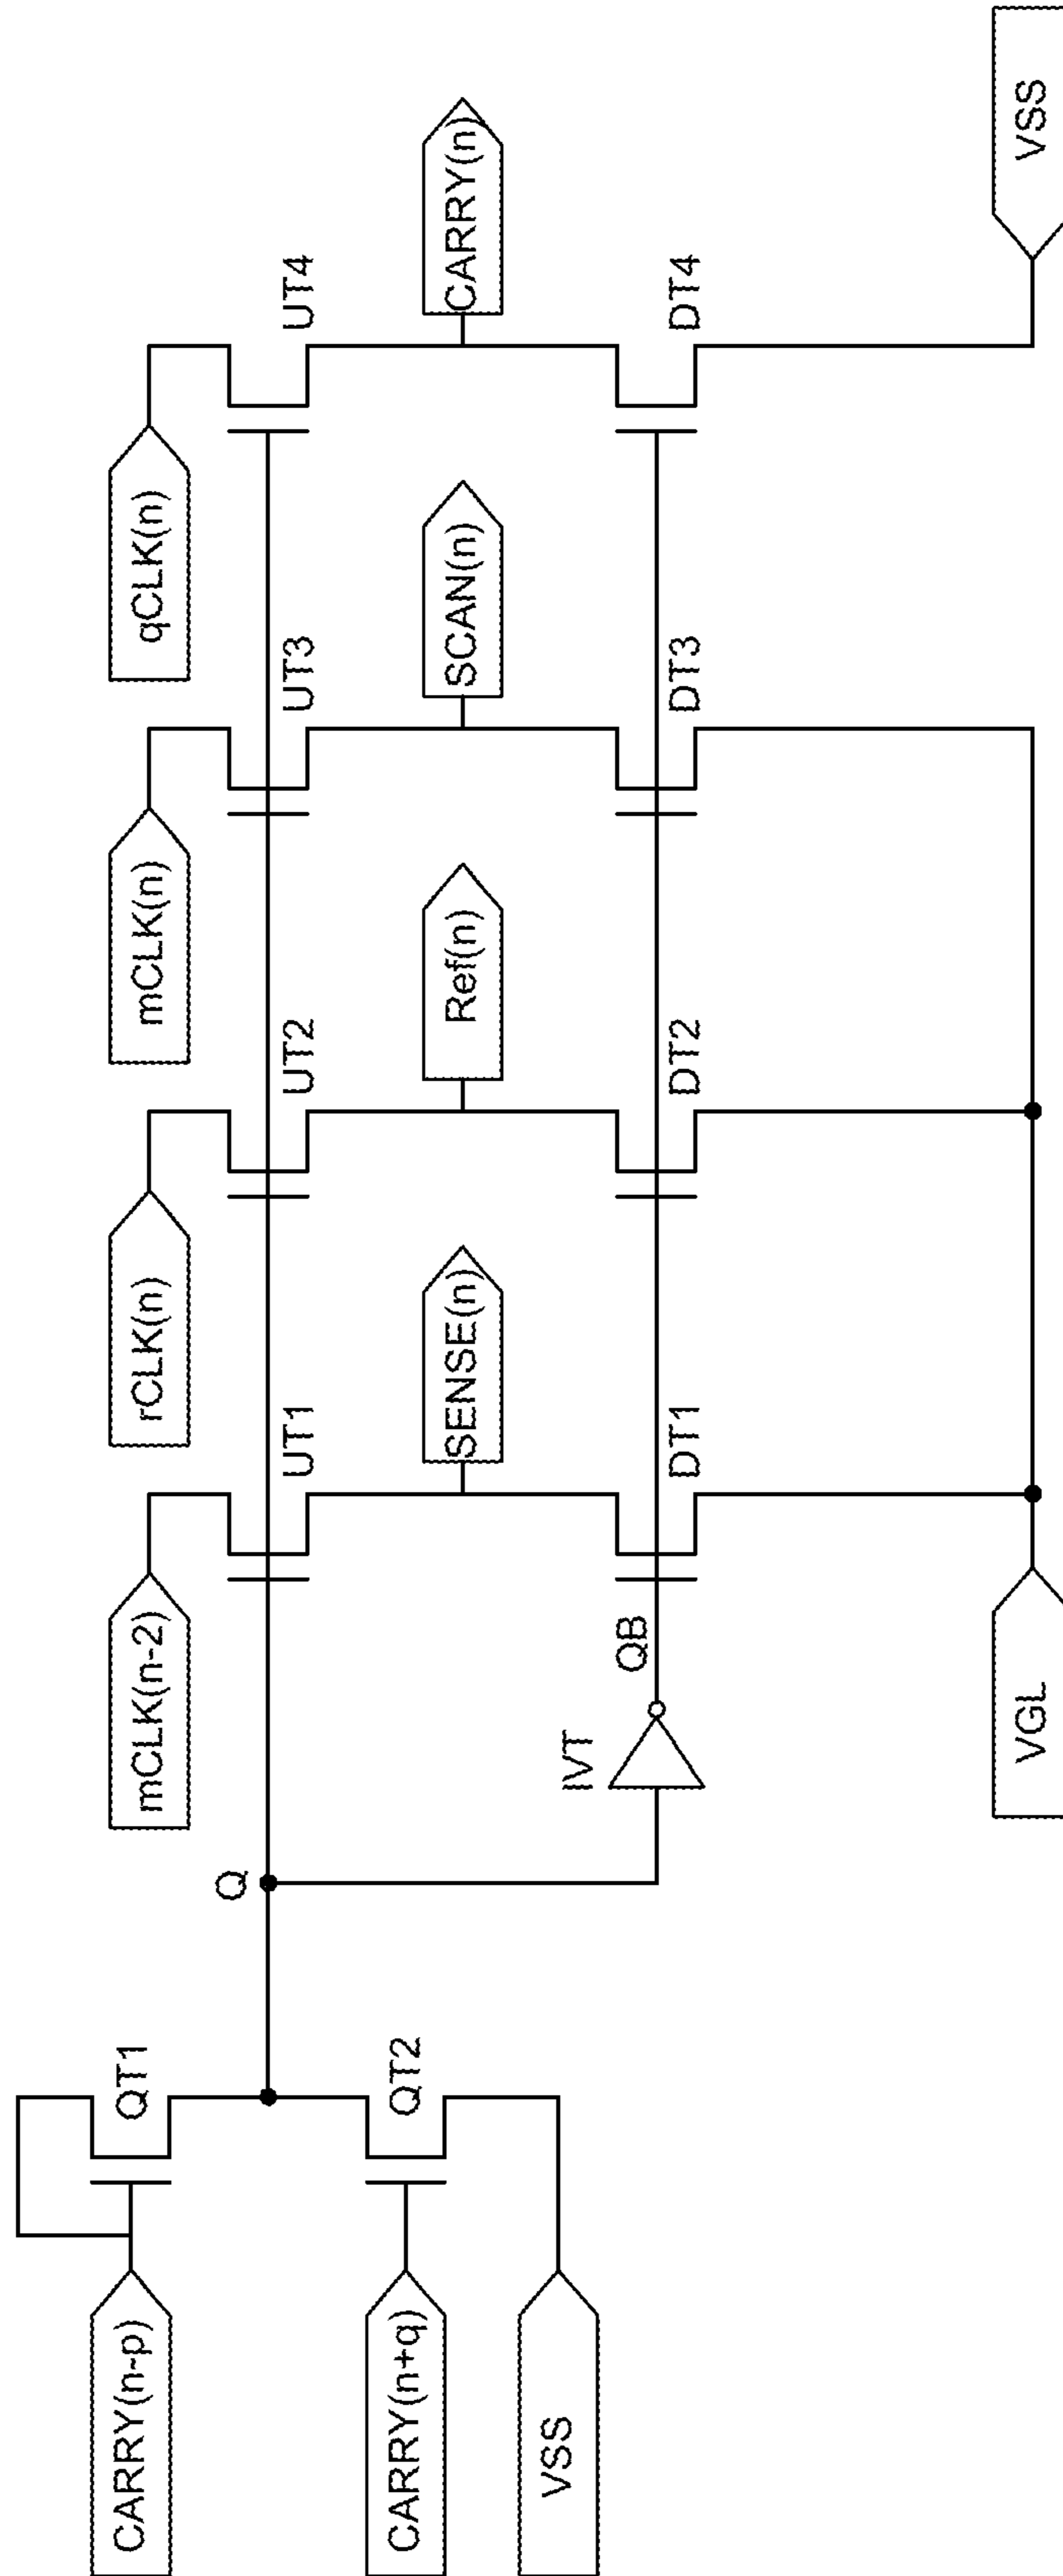 CARRY(n-p)
QT1
CARRY(n+q)
QT2
VSS
Q
IVT
QB
mCLK(n-2)
UT1
SENSE(n)
DT1
rCLK(n)
UT2
Ref(n)
DT2
mCLK(n)
UT3
SCAN(n)
DT3
qCLK(n)
UT4
CARRY(n)
DT4
VGL
VSS